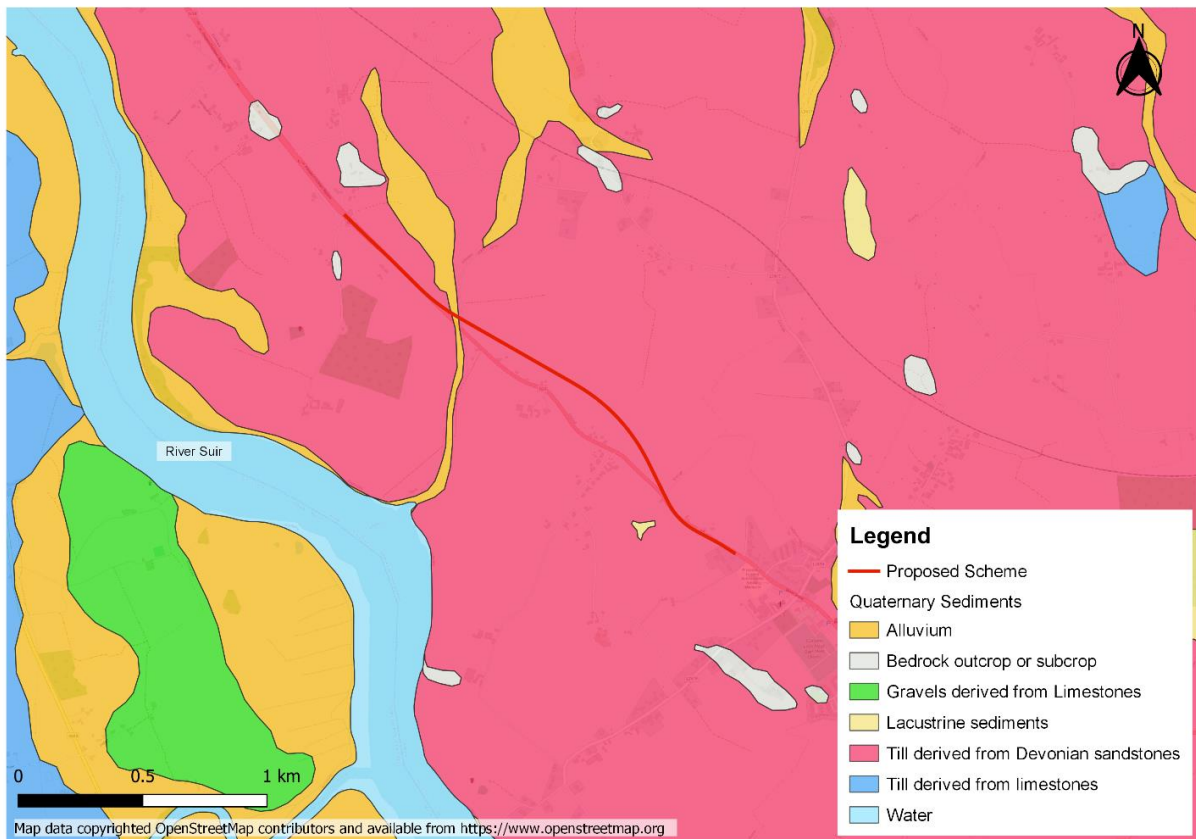 N
River Suir
Legend
Proposed Scheme
Quaternary Sediments
Alluvium
Bedrock outcrop or subcrop
Gravels derived from Limestones
Lacustrine sediments
Till derived from Devonian sandstones
Till derived from limestones
Water
0 0.5 1 km
Map data copyrighted OpenStreetMap contributors and available from https://www.openstreetmap.org